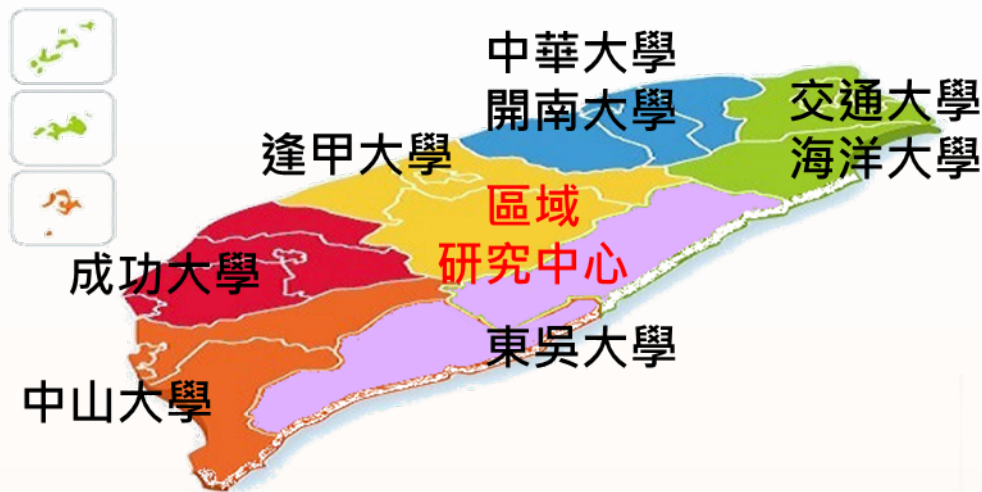 中華大學
開南大學
交通大學
海洋大學
逢甲大學
區域
研究中心
成功大學
東吳大學
中山大學